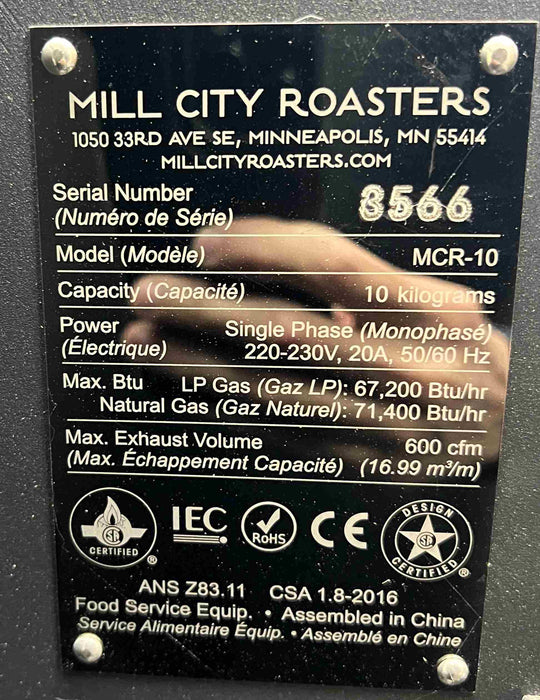 MILL CITY ROASTERS
1050 33RD AVE SE, MINNEAPOLIS, MN 55414
MILLCITYROASTERS.COM
Serial Number 8566
(Numéro de Série)
Model (Modèle) MCR-10
Capacity (Capacité) 10 kilograms
Power Single Phase (Monophasé)
(Électrique) 220-230V, 20A, 50/60 Hz
Max. Btu LP Gas (Gaz LP): 67,200 Btu/hr
Natural Gas (Gaz Naturel): 71,400 Btu/hr
Max. Exhaust Volume 600 cfm
(Max. Échappement Capacité) (16.99 m³/m)
SA
CERTIFIED ®
IEC
RoHS
CE
DESIGN
SA
CERTIFIED ®
ANS Z83.11 CSA 1.8-2016
Food Service Equip. • Assembled in China
Service Alimentaire Équip. • Assemblé en Chine